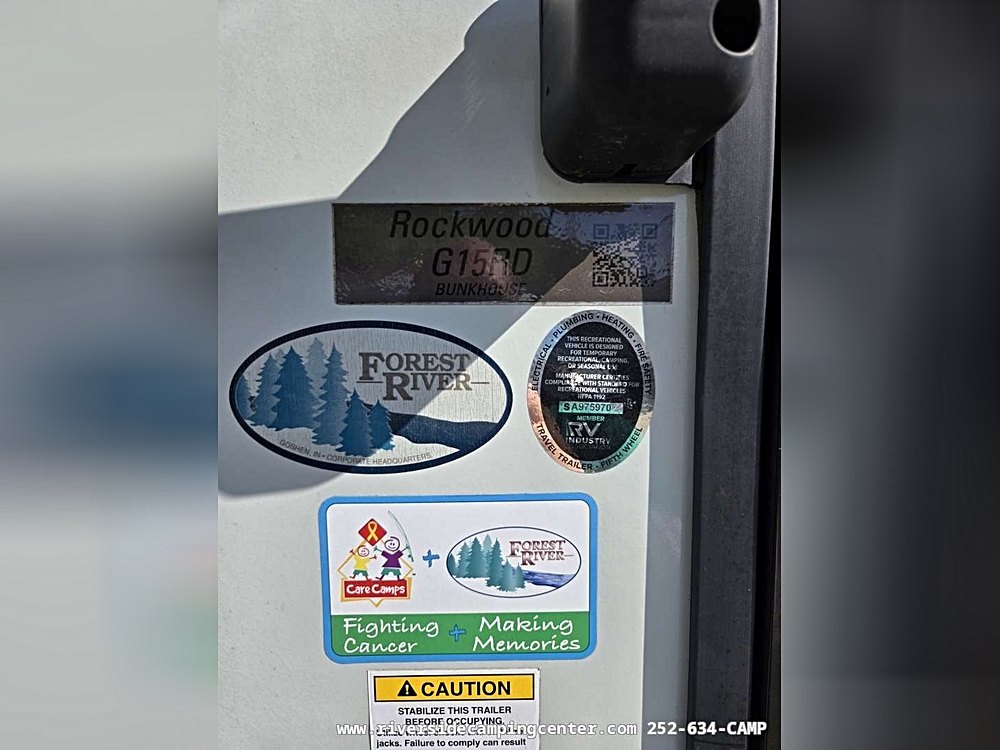 Rockwood
G15RD
BUNKHOUSE
FOREST
RIVER
GOSHEN, IN • CORPORATE HEADQUARTERS
ELECTRICAL • PLUMBING • HEATING • FIRE SAFETY
THIS RECREATIONAL
VEHICLE IS DESIGNED
FOR TEMPORARY
RECREATIONAL, CAMPING,
OR SEASONAL USE
MANUFACTURER CERTIFIES
COMPLIANCE WITH STANDARD FOR
RECREATIONAL VEHICLES
NFPA 1192
SA975970
MEMBER
RV
INDUSTRY
TRAVEL TRAILER • FIFTH WHEEL
CareCamps
+
FOREST
RIVER
Fighting + Making
Cancer Memories
CAUTION
STABILIZE THIS TRAILER
BEFORE OCCUPYING.
jacks. Failure to comply can result
www.riversidecampingcenter.com 252-634-CAMP